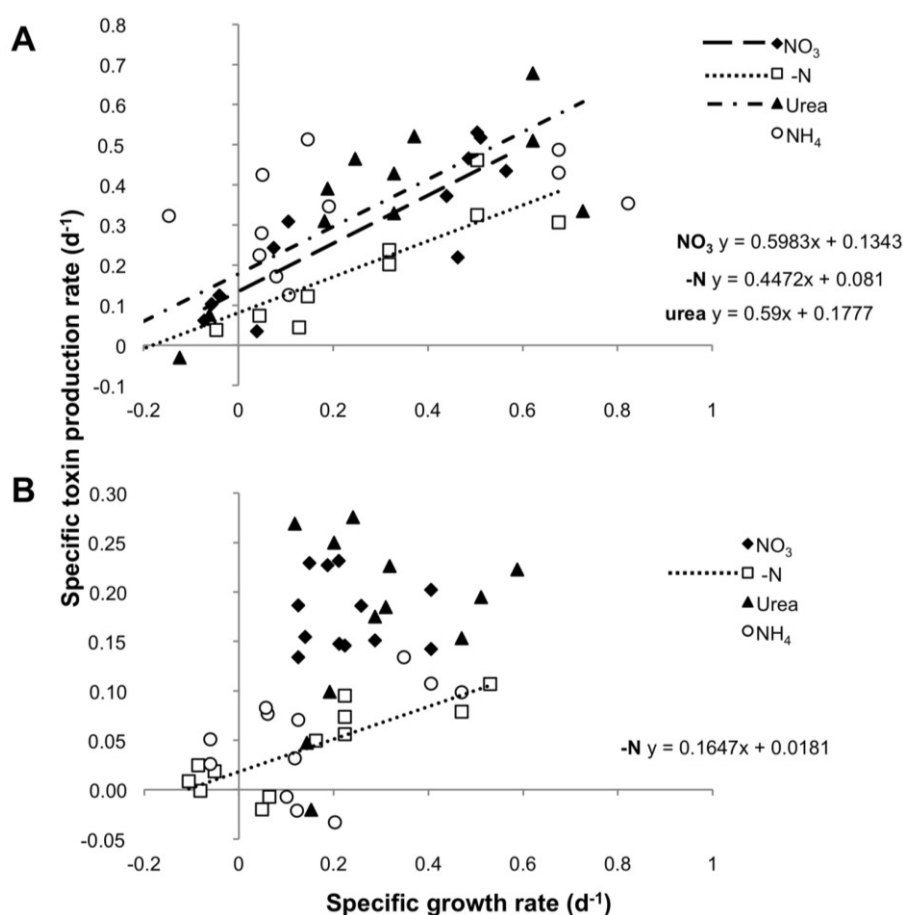 A
0.8
0.7
0.6
0.5
0.4
0.3
0.2
0.1
0
-0.1
-0.2 0 0.2 0.4 0.6 0.8 1
NO3
-N
Urea
NH4
NO3 y = 0.5983x + 0.1343
-N y = 0.4472x + 0.081
urea y = 0.59x + 0.1777
Specific toxin production rate (d-1)
B
0.30
0.25
0.20
0.15
0.10
0.05
0.00
-0.05
-0.2 0 0.2 0.4 0.6 0.8 1
NO3
-N
Urea
NH4
-N y = 0.1647x + 0.0181
Specific growth rate (d-1)